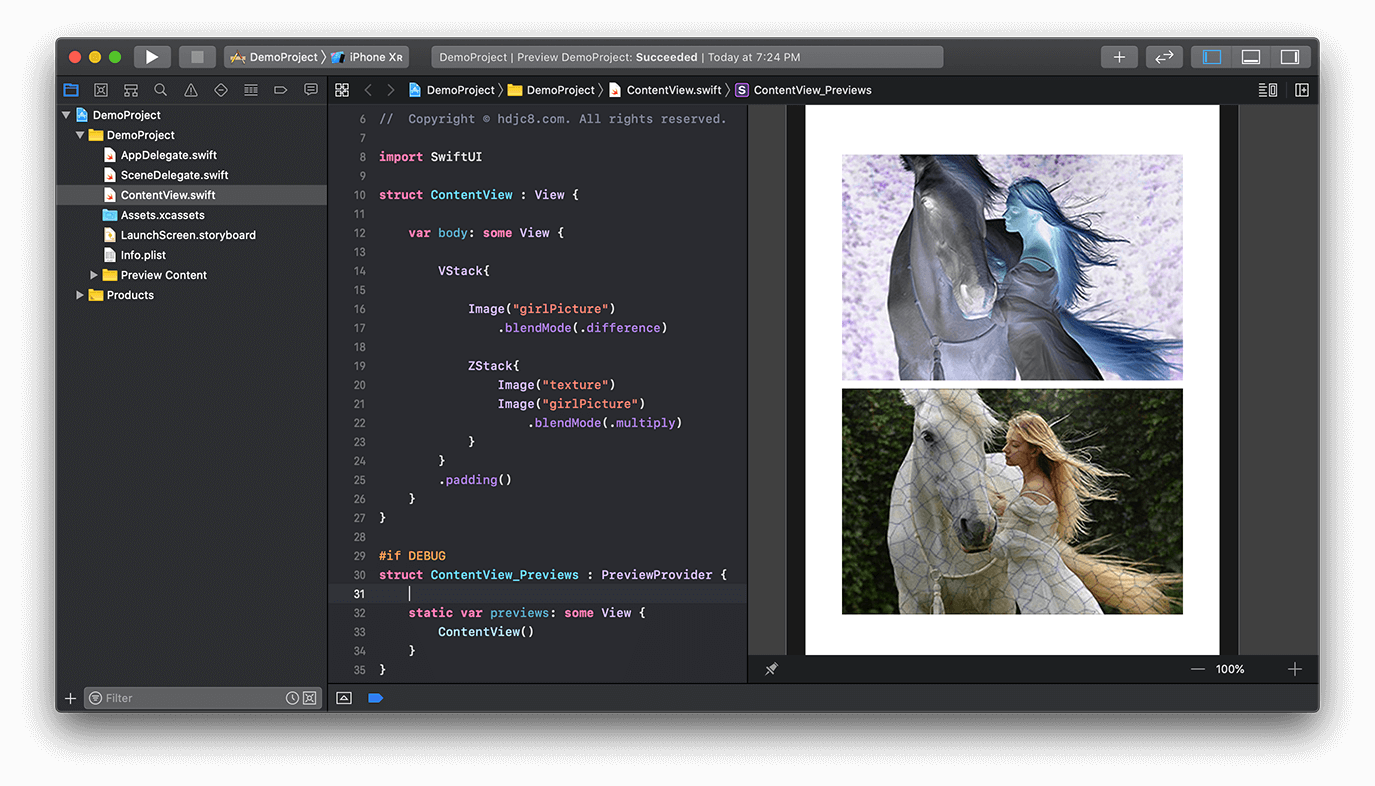 DemoProject 〉 iPhone XR
DemoProject | Preview DemoProject: Succeeded | Today at 7:24 PM
DemoProject 〉 DemoProject 〉 ContentView.swift 〉 S ContentView_Previews
DemoProject
DemoProject
AppDelegate.swift
SceneDelegate.swift
ContentView.swift
Assets.xcassets
LaunchScreen.storyboard
Info.plist
Preview Content
Products
Filter
6 //  Copyright © hdjc8.com. All rights reserved.
7
8 import SwiftUI
9
10 struct ContentView : View {
11
12     var body: some View {
13
14         VStack{
15
16             Image("girlPicture")
17                 .blendMode(.difference)
18
19             ZStack{
20                 Image("texture")
21                 Image("girlPicture")
22                     .blendMode(.multiply)
23             }
24         }
25         .padding()
26     }
27 }
28
29 #if DEBUG
30 struct ContentView_Previews : PreviewProvider {
31
32     static var previews: some View {
33         ContentView()
34     }
35 }
100%